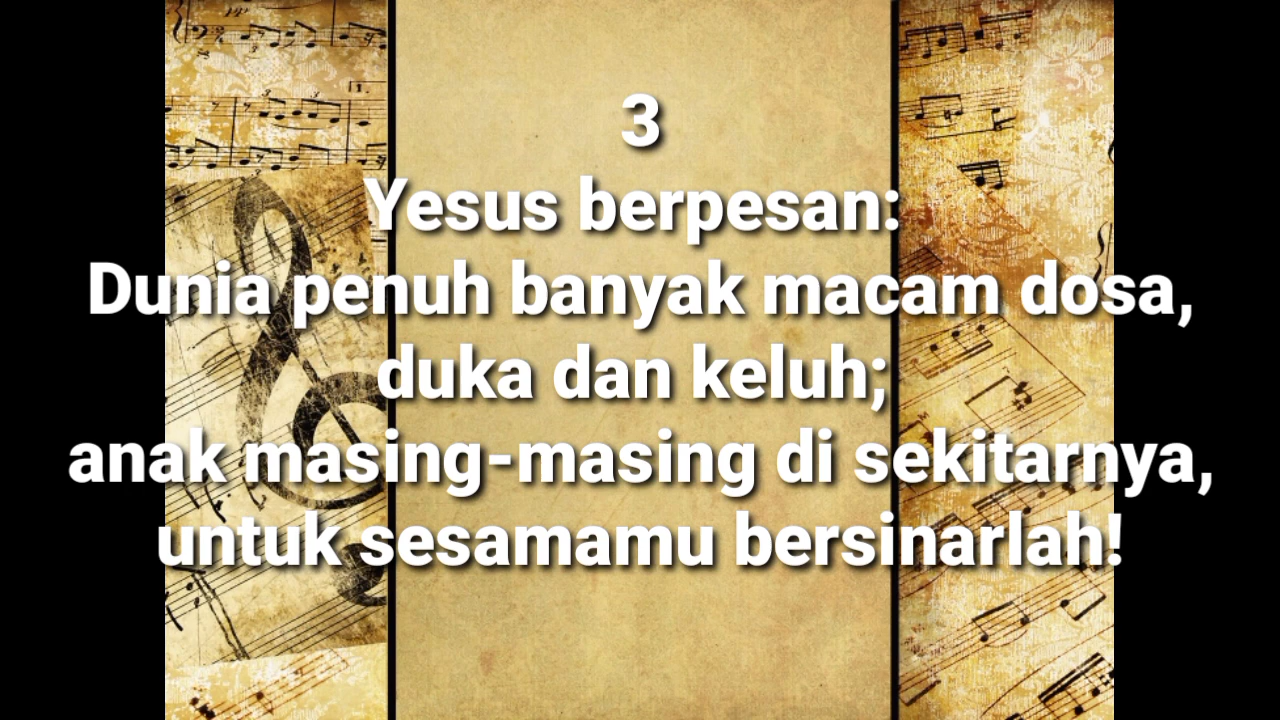 3
Yesus berpesan:
Dunia penuh banyak macam dosa,
duka dan keluh;
anak masing-masing di sekitarnya,
untuk sesamamu bersinarlah!